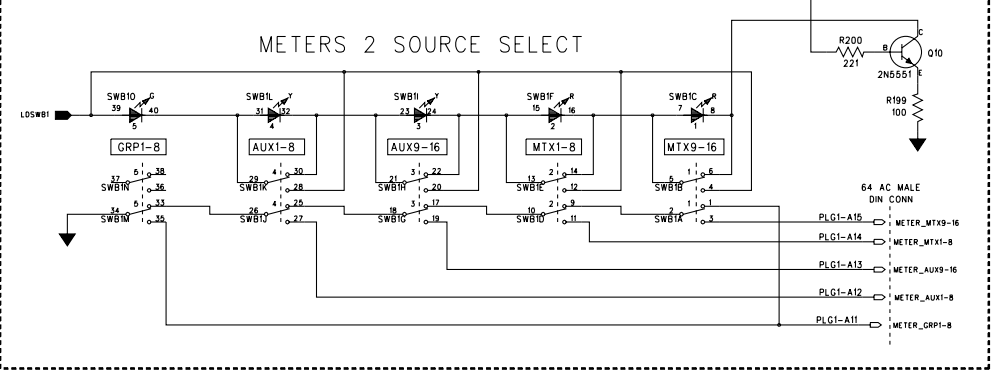 METERS 2 SOURCE SELECT
R200
221
B
C
E
Q10
2N5551
R199
100
LDSWB1
SWB1O
G
39
40
5
SWB1L
Y
31
32
4
SWB1I
Y
23
24
3
SWB1F
R
15
16
2
SWB1C
R
7
8
1
GRP1-8
AUX1-8
AUX9-16
MTX1-8
MTX9-16
5
38
37
36
SWB1N
4
30
29
28
SWB1K
3
22
21
20
SWB1H
2
14
13
12
SWB1E
1
6
5
4
SWB1B
5
33
34
35
SWB1M
4
25
26
27
SWB1J
3
17
18
19
SWB1G
2
9
10
11
SWB1D
1
1
2
3
SWB1A
64 AC MALE
DIN CONN
PLG1-A15
METER_MTX9-16
PLG1-A14
METER_MTX1-8
PLG1-A13
METER_AUX9-16
PLG1-A12
METER_AUX1-8
PLG1-A11
METER_GRP1-8